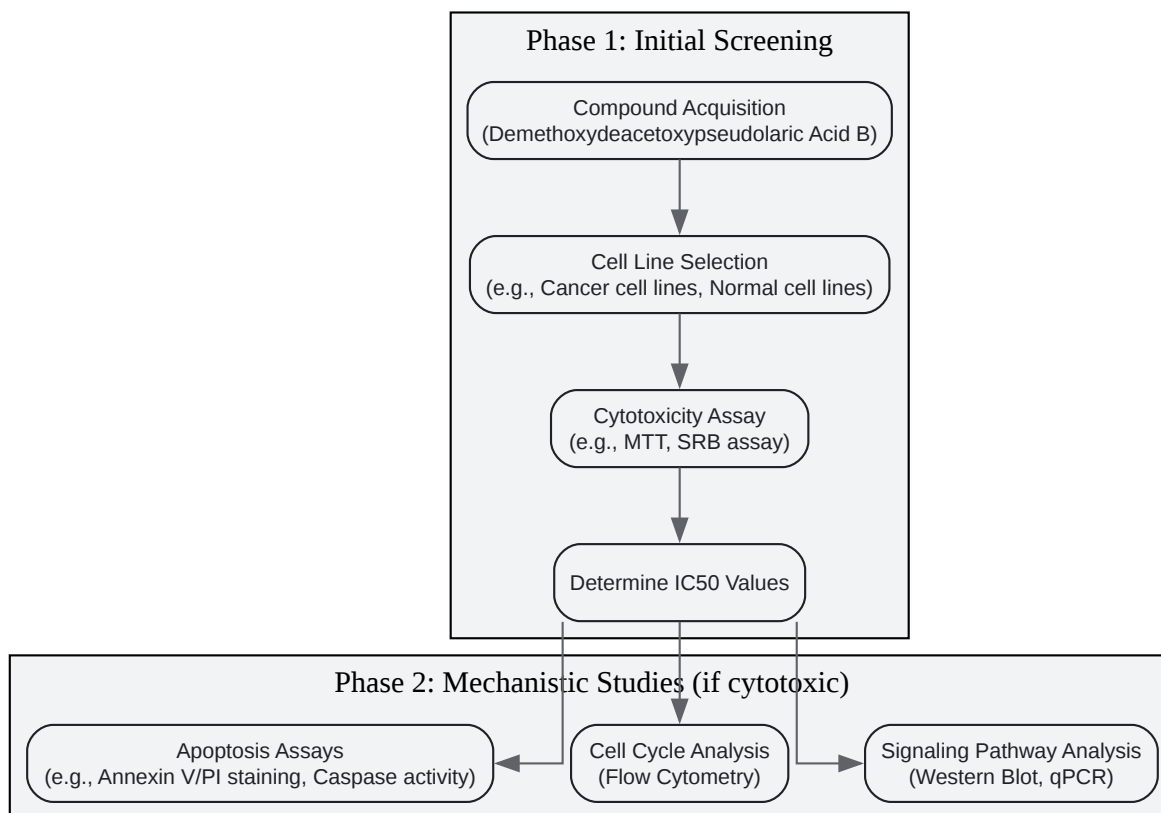 Phase 1: Initial Screening
Compound Acquisition
(Demethoxydeacetoxypseudolaric Acid B)
Cell Line Selection
(e.g., Cancer cell lines, Normal cell lines)
Cytotoxicity Assay
(e.g., MTT, SRB assay)
Determine IC50 Values
Phase 2: Mechanistic Studies (if cytotoxic)
Apoptosis Assays
(e.g., Annexin V/PI staining, Caspase activity)
Cell Cycle Analysis
(Flow Cytometry)
Signaling Pathway Analysis
(Western Blot, qPCR)